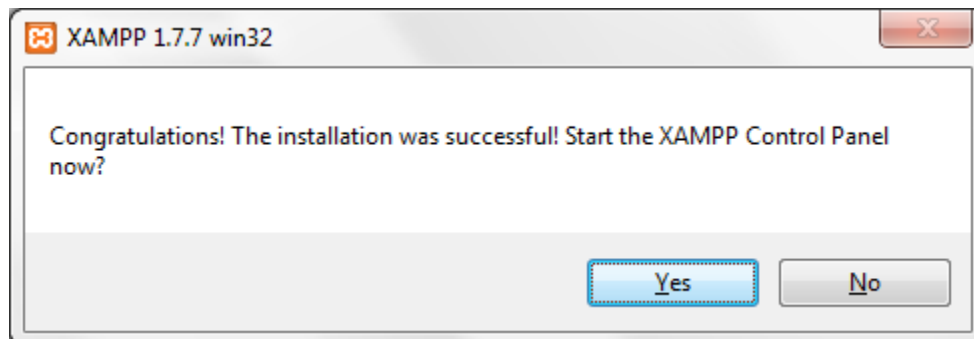 XAMPP 1.7.7 win32
Congratulations! The installation was successful! Start the XAMPP Control Panel
now?
Yes
No